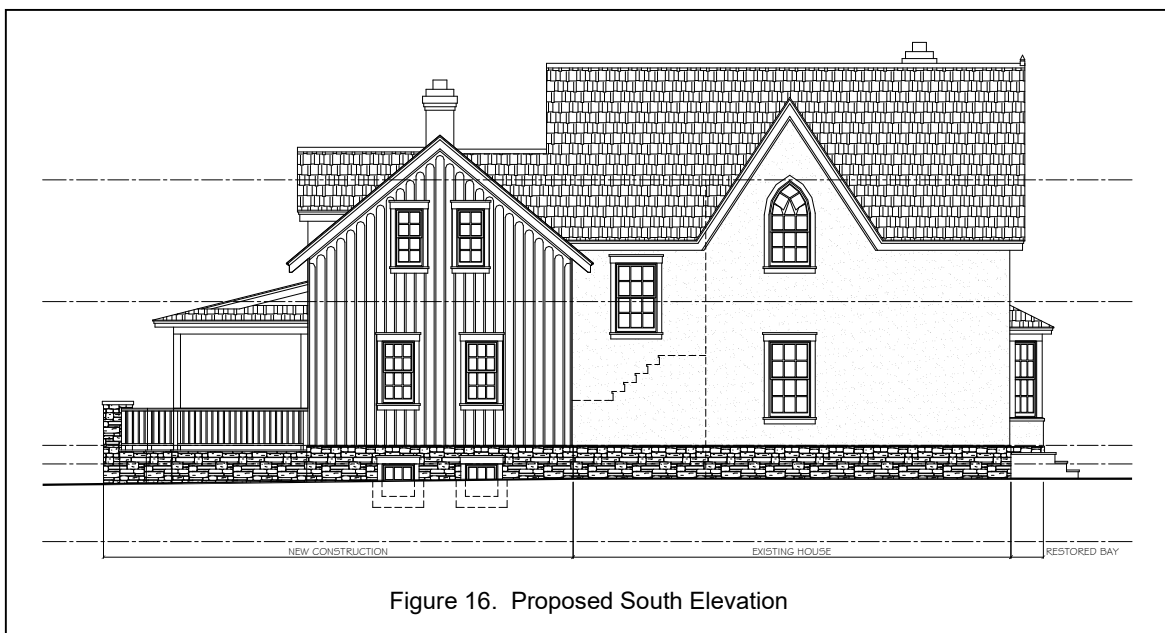 NEW CONSTRUCTION
EXISTING HOUSE
RESTORED BAY
Figure 16. Proposed South Elevation